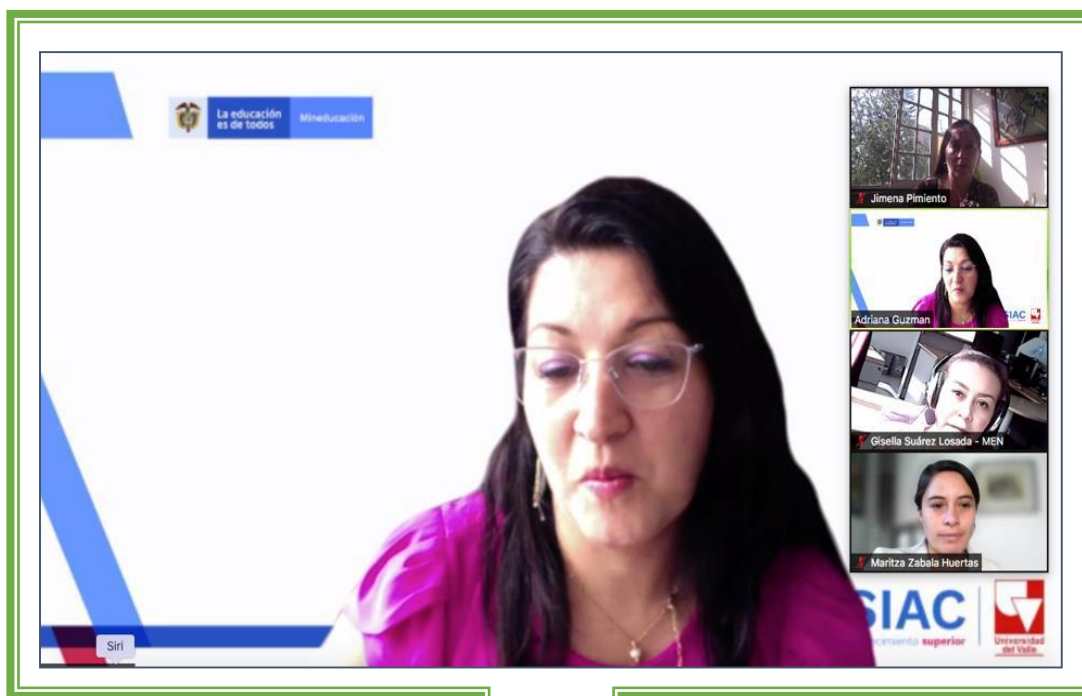 La educación
es de todos
Mineducación
Jimena Pimiento
Adriana Guzman
SIAC
Gisella Suárez Losada - MEN
Maritza Zabala Huertas
SIAC
superior
Universidad
del Valle
Siri